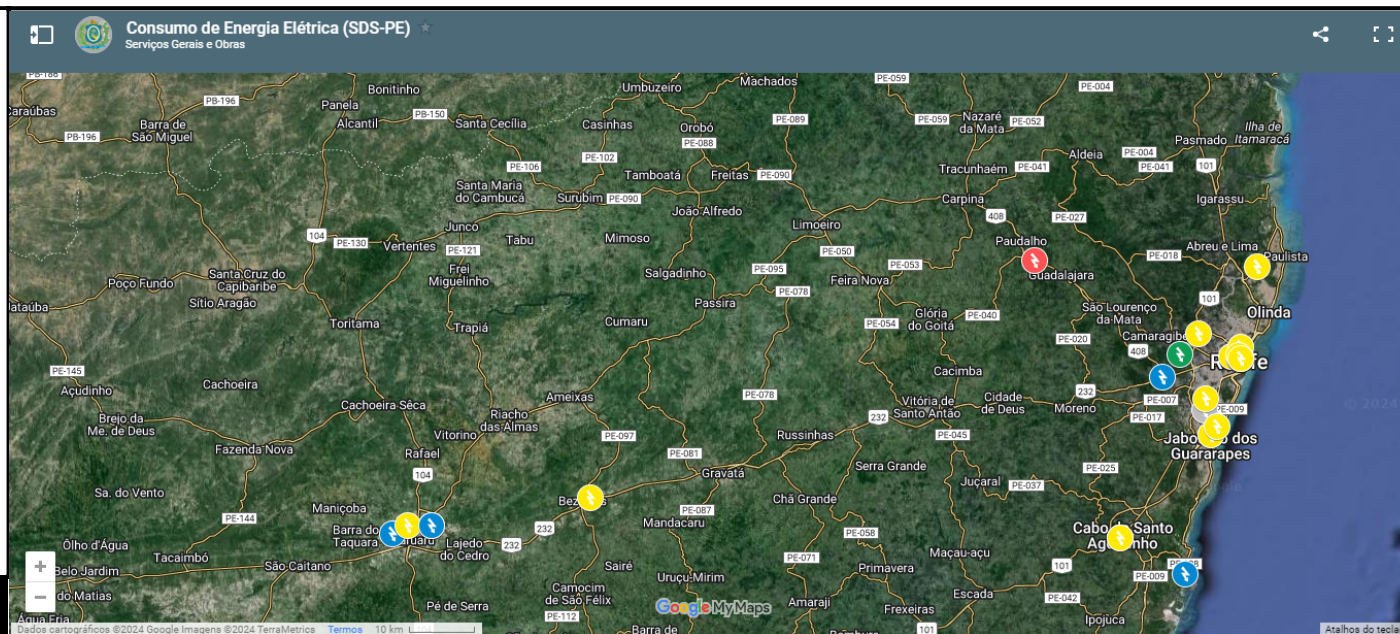 Consumo de Energia Elétrica (SDS-PE)
Serviços Gerais e Obras
PB-196
Bonitinho
Umbuzeiro
Machados
PE-059
PE-004
Panela
Alcantil
PB-150
Santa Cecília
Casinhas
Orobó
PE-089
PE-059
Nazaré
da Mata
PE-052
Barra de
São Miguel
PB-196
PE-088
Ilha de
Itamaracá
Pasmado
PE-102
PE-106
Tamboatá
Freitas
PE-090
Tracunhaém
PE-041
Aldeia
PE-004
PE-041
101
Santa Maria
do Cambucá
Surubim
PE-090
João Alfredo
Carpina
Igarassu
104
PE-130
Vertentes
Junco
PE-121
Tabu
Mimoso
Limoeiro
408
PE-027
Paudalho
Abreu e Lima
Paulista
Poço Fundo
Santa Cruz do
Capibaribe
Frei
Miguelinho
Salgadinho
PE-095
PE-050
PE-053
Feira Nova
Guadalajara
PE-018
Sítio Aragão
PE-078
Passira
101
Olinda
Toritama
Trapiá
Cumaru
PE-054
Glória
do Goitá
PE-040
São Lourenço
da Mata
PE-020
Camaragibe
408
PE-145
Açudinho
Cachoeira
Cacimba
Cachoeira Sêca
Ameixas
PE-078
232
Vitória de
Santo Antão
Cidade
de Deus
232
Moreno
PE-007
PE-009
PE-017
Brejo da
Me. de Deus
Riacho
das Almas
Fazenda Nova
Vitorino
PE-097
Russinhas
PE-045
Guararapes
Rafael
PE-081
Gravatá
Serra Grande
PE-025
104
Sa. do Vento
Chã Grande
Juçaral
PE-037
Maniçoba
PE-144
PE-087
Mandacaru
Barra do
Taquara
232
Lajedo
do Cedro
232
PE-058
Ôlho d'Água
Tacaimbó
São Caitano
Sairé
PE-071
Maçau-açu
Primavera
101
PE-009
Belo Jardim
Uruçu-Mirim
Camocim
de São Félix
Escada
PE-042
do Matias
Pé de Serra
PE-112
Google My Maps
Amaraji
Frexeiras
Ipojuca
Água Fria
Barra de
101
Dados cartográficos ©2024 Google Imagens ©2024 TerraMetrics Termos 10 km